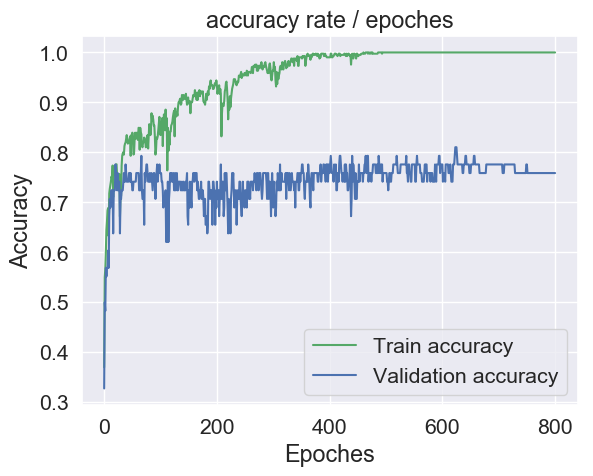 accuracy rate / epoches
1.0
0.9
0.8
0.7
0.6
0.5
0.4
0.3
Accuracy
Train accuracy
Validation accuracy
0 200 400 600 800
Epoches